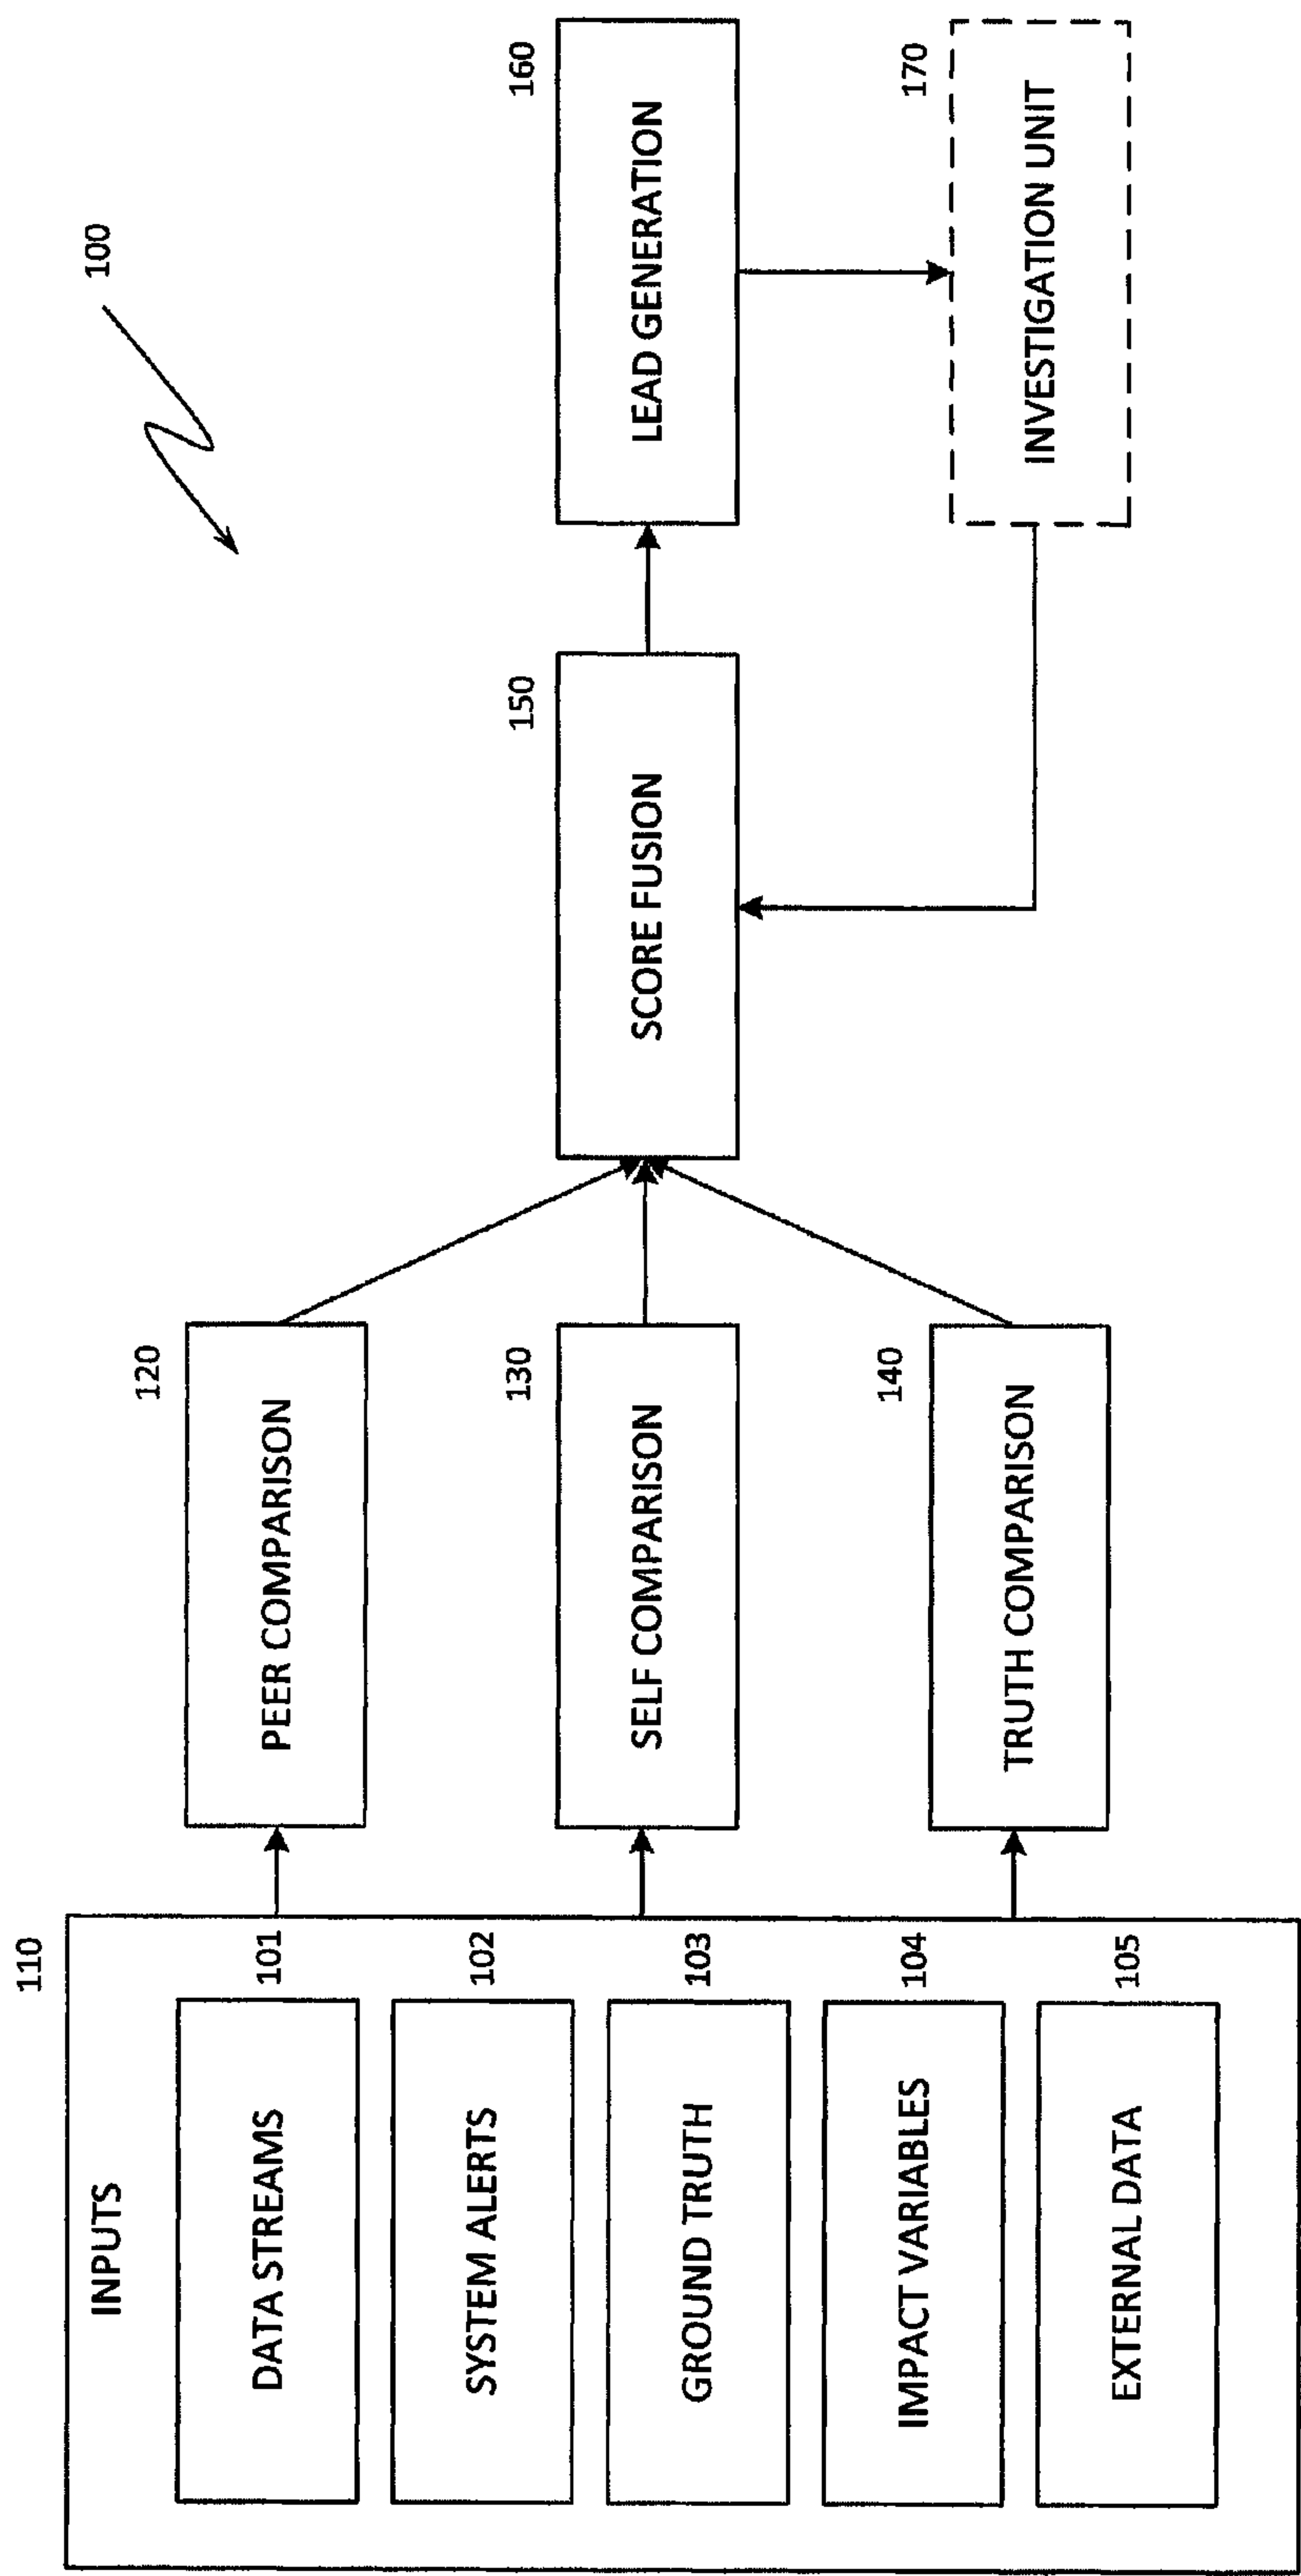 100
110
INPUTS
DATA STREAMS
101
SYSTEM ALERTS
102
GROUND TRUTH
103
IMPACT VARIABLES
104
EXTERNAL DATA
105
120
PEER COMPARISON
130
SELF COMPARISON
140
TRUTH COMPARISON
150
SCORE FUSION
160
LEAD GENERATION
170
INVESTIGATION UNIT